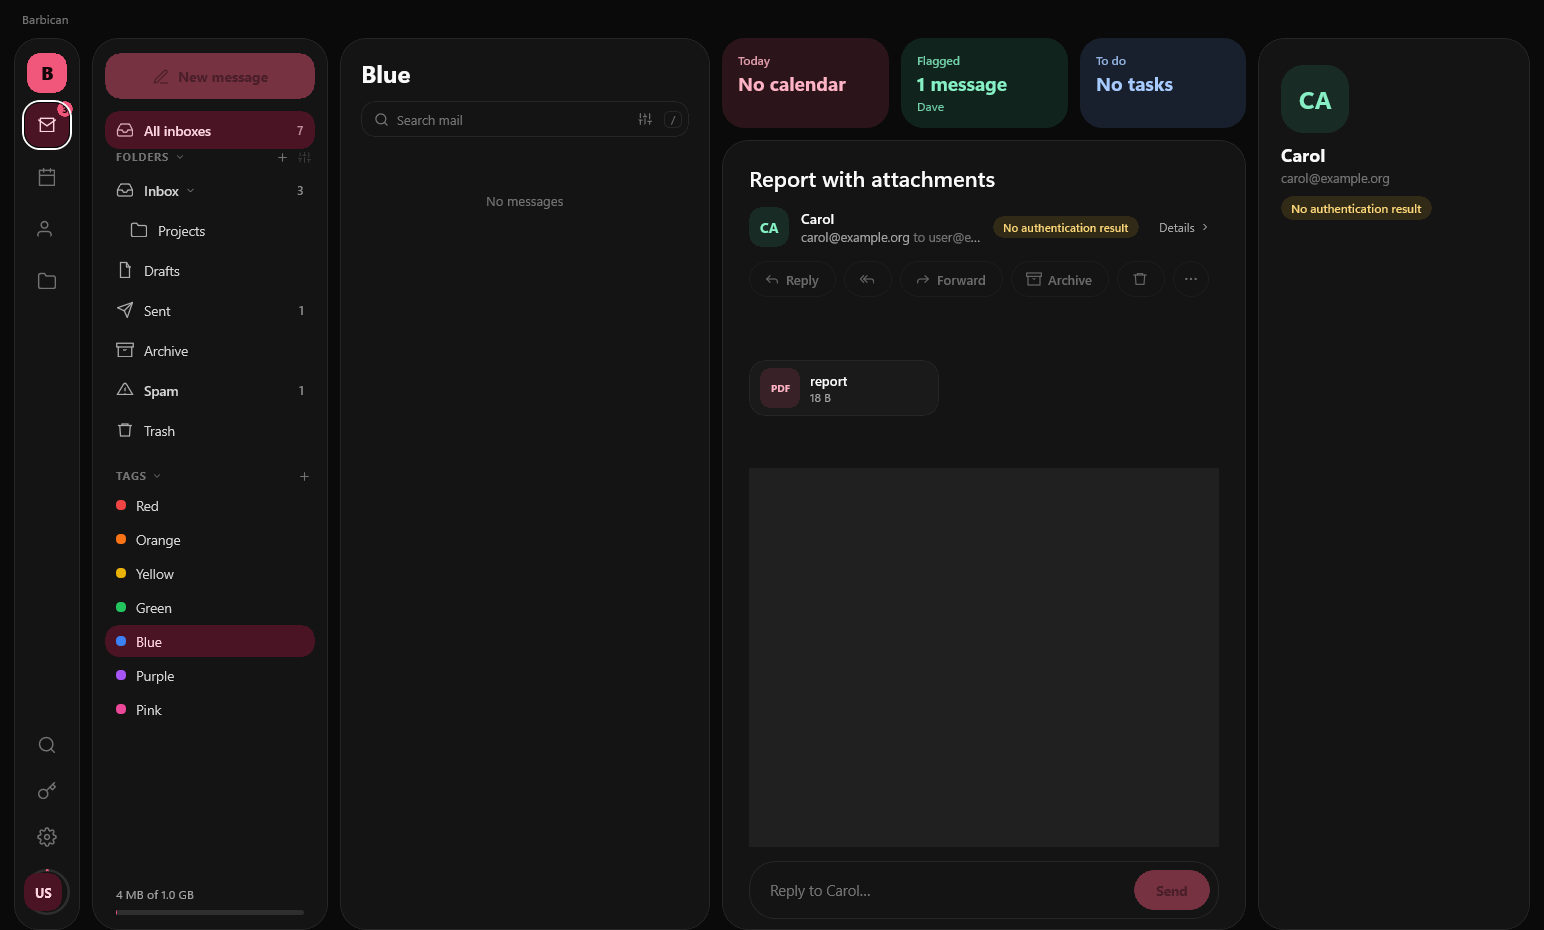 Barbican
B
New message
All inboxes 7
FOLDERS
Inbox 3
Projects
Drafts
Sent 1
Archive
Spam 1
Trash
TAGS
Red
Orange
Yellow
Green
Blue
Purple
Pink
US
4 MB of 1.0 GB
Blue
Search mail /
No messages
Today
No calendar
Flagged
1 message
Dave
To do
No tasks
Report with attachments
CA
Carol
carol@example.org to user@e...
No authentication result
Details
Reply
Forward
Archive
PDF
report
18 B
Reply to Carol...
Send
CA
Carol
carol@example.org
No authentication result